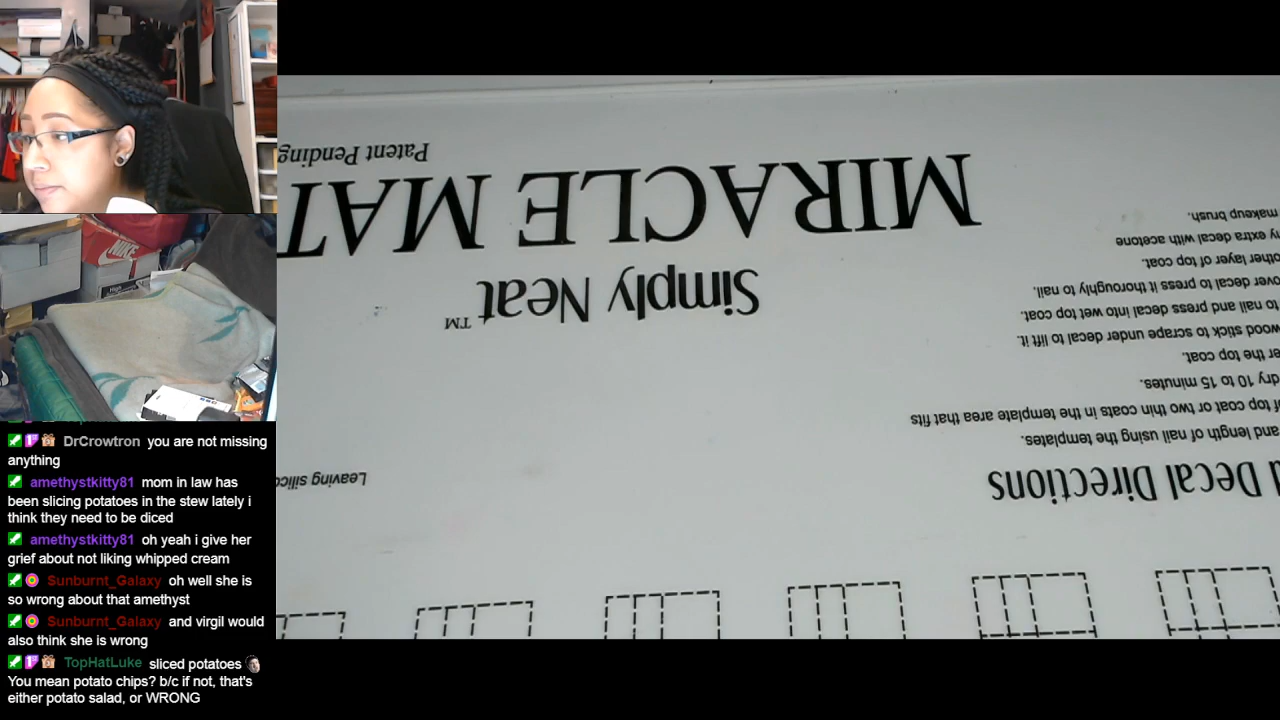 NIKE
DrCrowtron you are not missing
anything
amethystkitty81 mom in law has
been slicing potatoes in the stew lately i
think they need to be diced
amethystkitty81 oh yeah i give her
grief about not liking whipped cream
Sunburnt_Galaxy oh well she is
so wrong about that amethyst
Sunburnt_Galaxy and virgil would
also think she is wrong
TopHatLuke sliced potatoes
You mean potato chips? b/c if not, that's
either potato salad, or WRONG
Decal Directions
and length of nail using the templates.
of top coat or two thin coats in the template area that fits
dry 10 to 15 minutes.
er the top coat.
wood stick to scrape under decal to lift it.
to nail and press decal into wet top coat.
over decal to press it thoroughly to nail.
other layer of top coat.
ny extra decal with acetone
makeup brush.
Leaving silico
Simply Neat™
MIRACLE MAT
Patent Pending